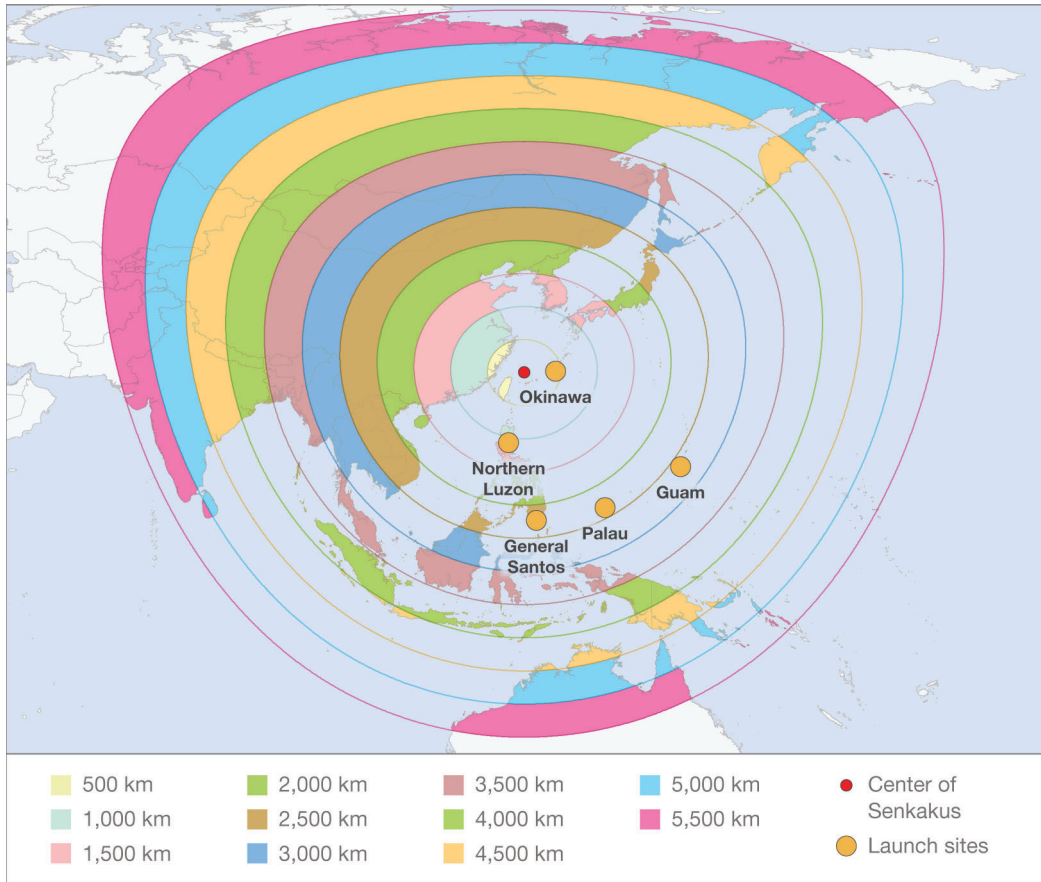 Okinawa
Northern
Luzon
Guam
Palau
General
Santos
500 km
1,000 km
1,500 km
2,000 km
2,500 km
3,000 km
3,500 km
4,000 km
4,500 km
5,000 km
5,500 km
Center of
Senkakus
Launch sites